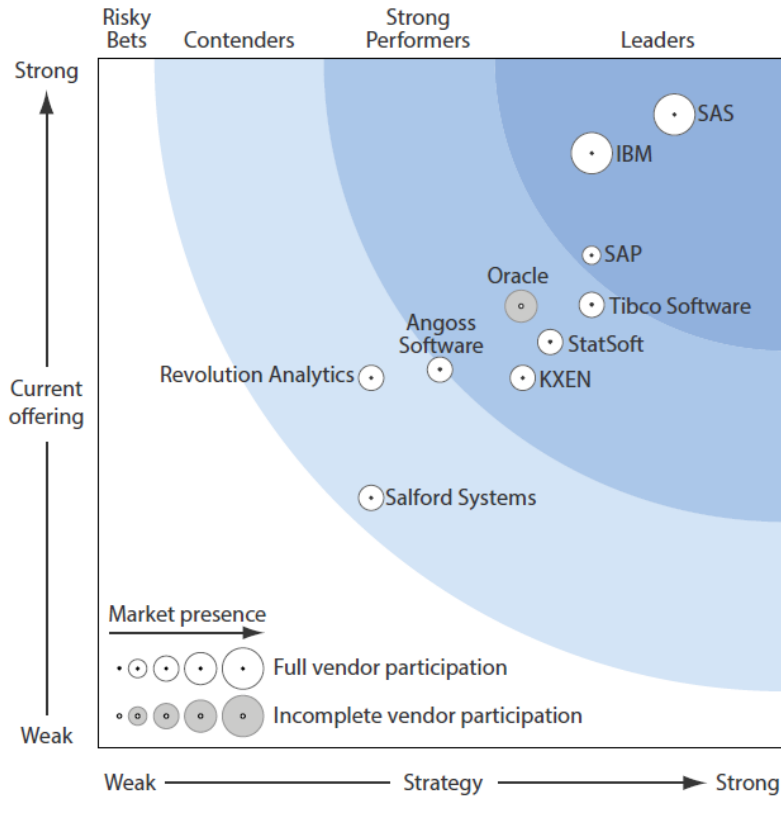 Risky
Bets
Contenders
Strong
Performers
Leaders
Strong
SAS
IBM
SAP
Oracle
Tibco Software
Angoss
Software
StatSoft
Revolution Analytics
KXEN
Current
offering
Salford Systems
Market presence
Full vendor participation
Incomplete vendor participation
Weak
Weak
Strategy
Strong